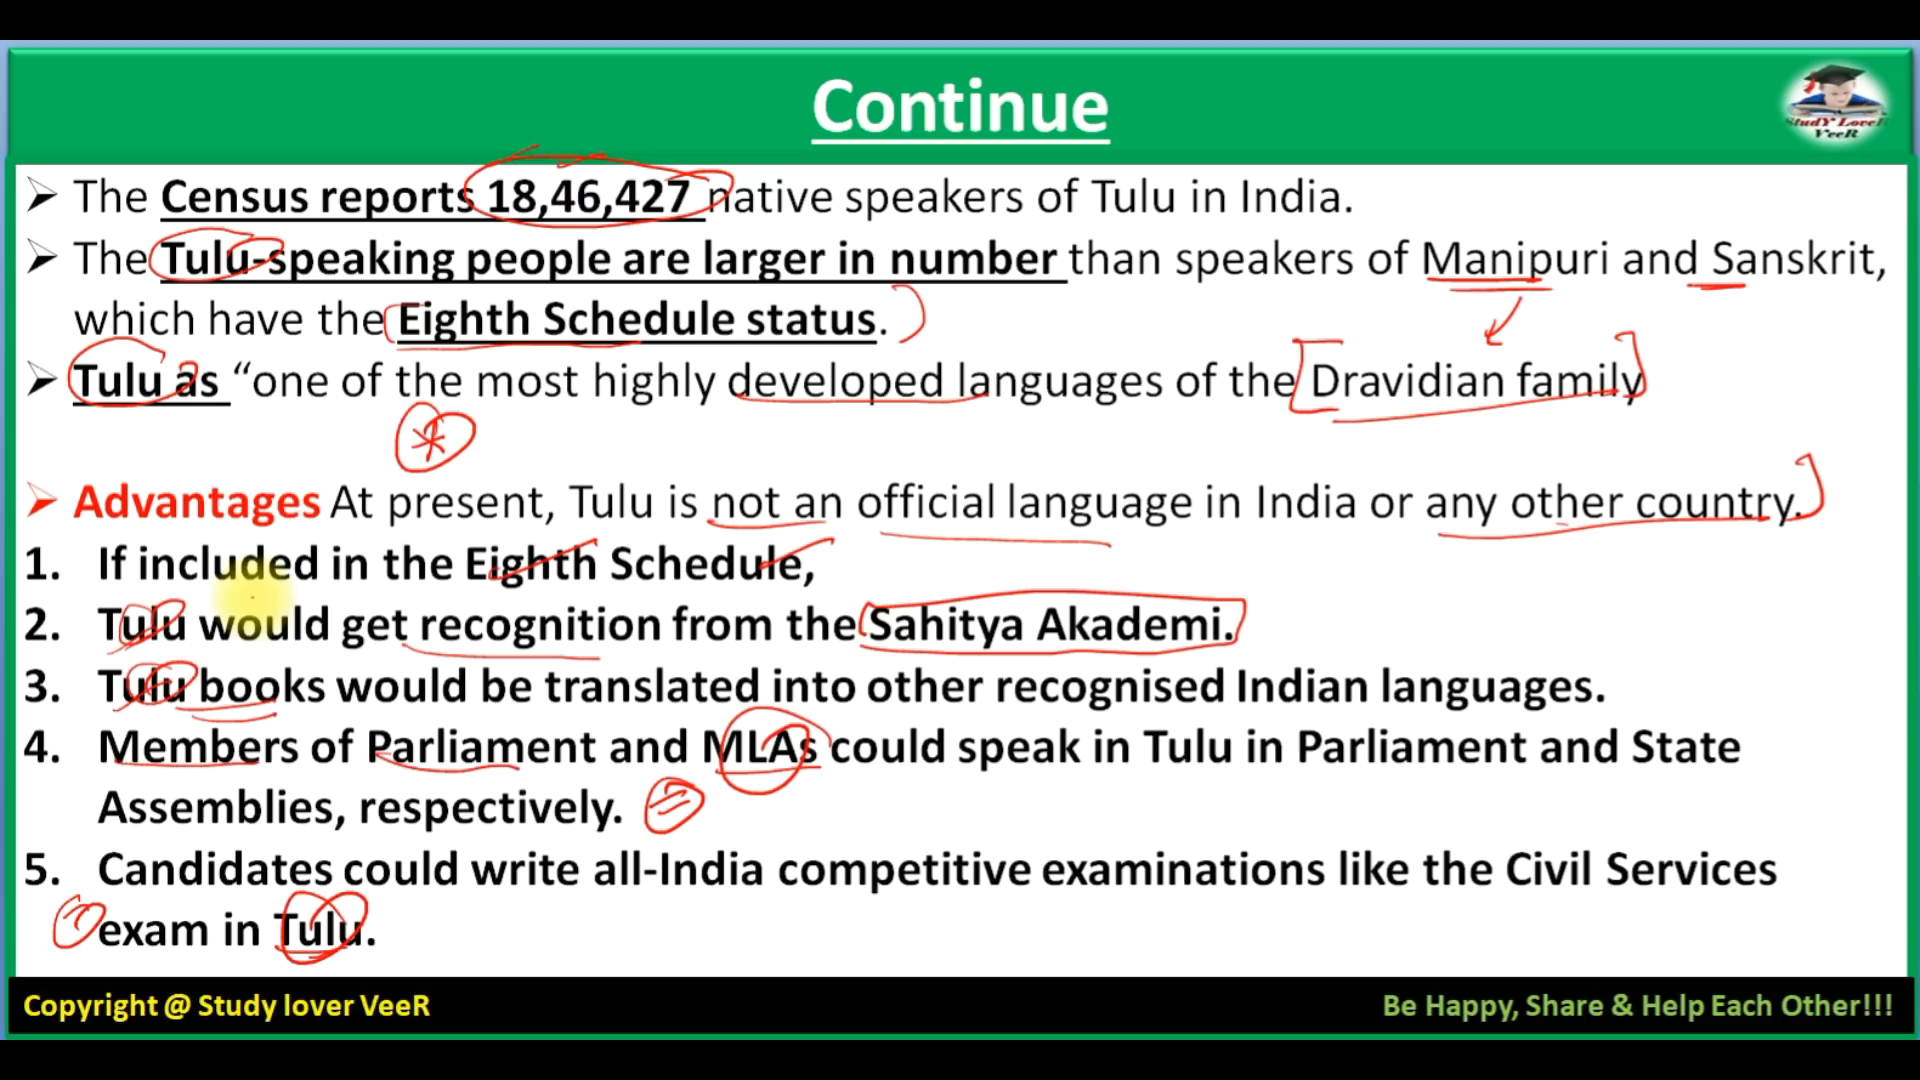 Continue
StudY LoveR
VeeR
➢ The Census reports 18,46,427 native speakers of Tulu in India.
➢ The Tulu-speaking people are larger in number than speakers of Manipuri and Sanskrit,
which have the Eighth Schedule status.
➢ Tulu as “one of the most highly developed languages of the Dravidian family
➢ Advantages At present, Tulu is not an official language in India or any other country.
1. If included in the Eighth Schedule,
2. Tulu would get recognition from the Sahitya Akademi.
3. Tulu books would be translated into other recognised Indian languages.
4. Members of Parliament and MLAs could speak in Tulu in Parliament and State
Assemblies, respectively.
5. Candidates could write all-India competitive examinations like the Civil Services
exam in Tulu.
Copyright @ Study lover VeeR
Be Happy, Share & Help Each Other!!!